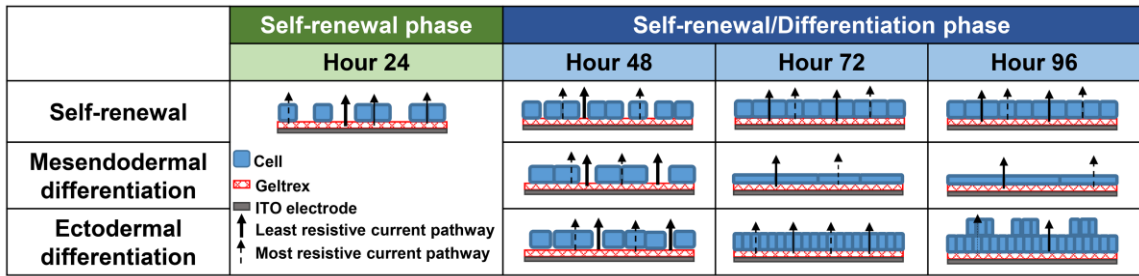 Self-renewal phase
Self-renewal/Differentiation phase
Hour 24
Hour 48
Hour 72
Hour 96
Self-renewal
Mesendodermal
differentiation
Cell
Geltrex
ITO electrode
Least resistive current pathway
Most resistive current pathway
Ectodermal
differentiation